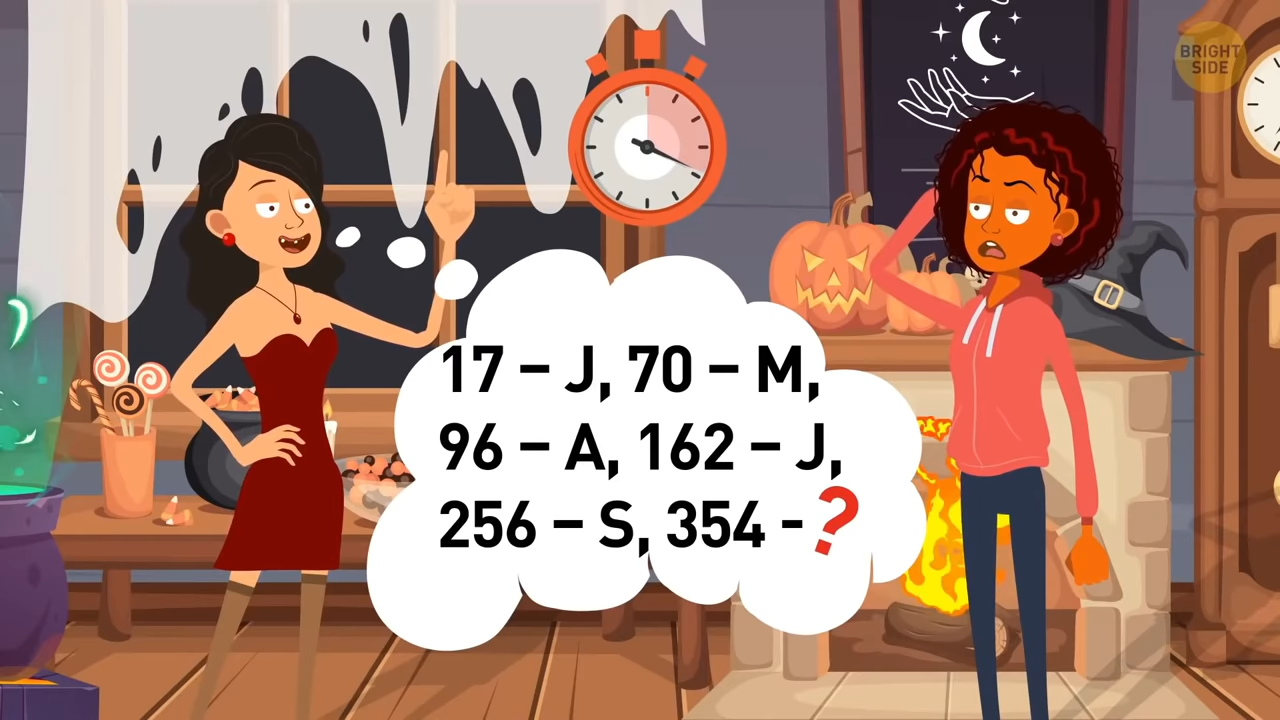 BRIGHT
SIDE
17 – J, 70 – M,
96 – A, 162 – J,
256 – S, 354 -?